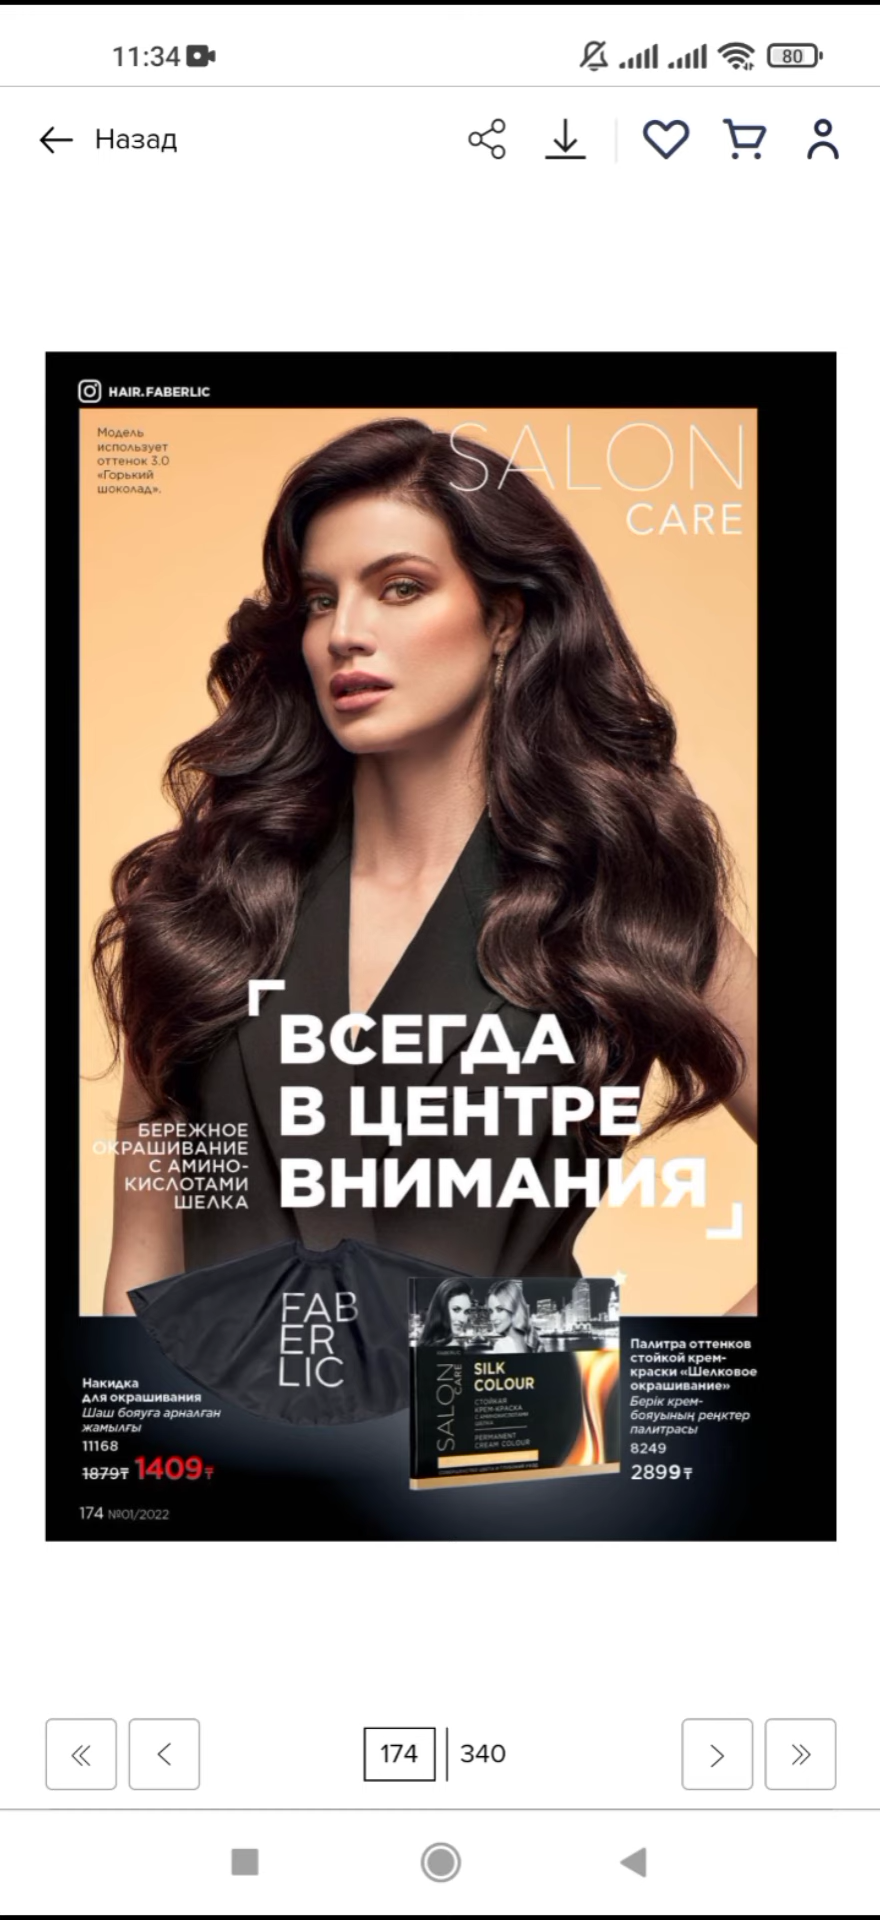 11:34
80
Назад
HAIR.FABERLIC
Модель
использует
оттенок 3.0
«Горький
шоколад».
SALON
CARE
ВСЕГДА
В ЦЕНТРЕ
ВНИМАНИЯ
БЕРЕЖНОЕ
ОКРАШИВАНИЕ
С АМИНО-
КИСЛОТАМИ
ШЕЛКА
FAB
ER
LIC
FABERLIC
SALON
CARE
SILK
COLOUR
СТОЙКАЯ
КРЕМ-КРАСКА
С АМИНОКИСЛОТАМИ
ШЕЛКА
PERMANENT
CREAM COLOUR
Накидка
для окрашивания
Шаш бояуға арналған
жамылғы
11168
1879₸ 1409₸
Палитра оттенков
стойкой крем-
краски «Шелковое
окрашивание»
Берік крем-
бояуының реңктер
палитрасы
8249
2899₸
174 №01/2022
174 340